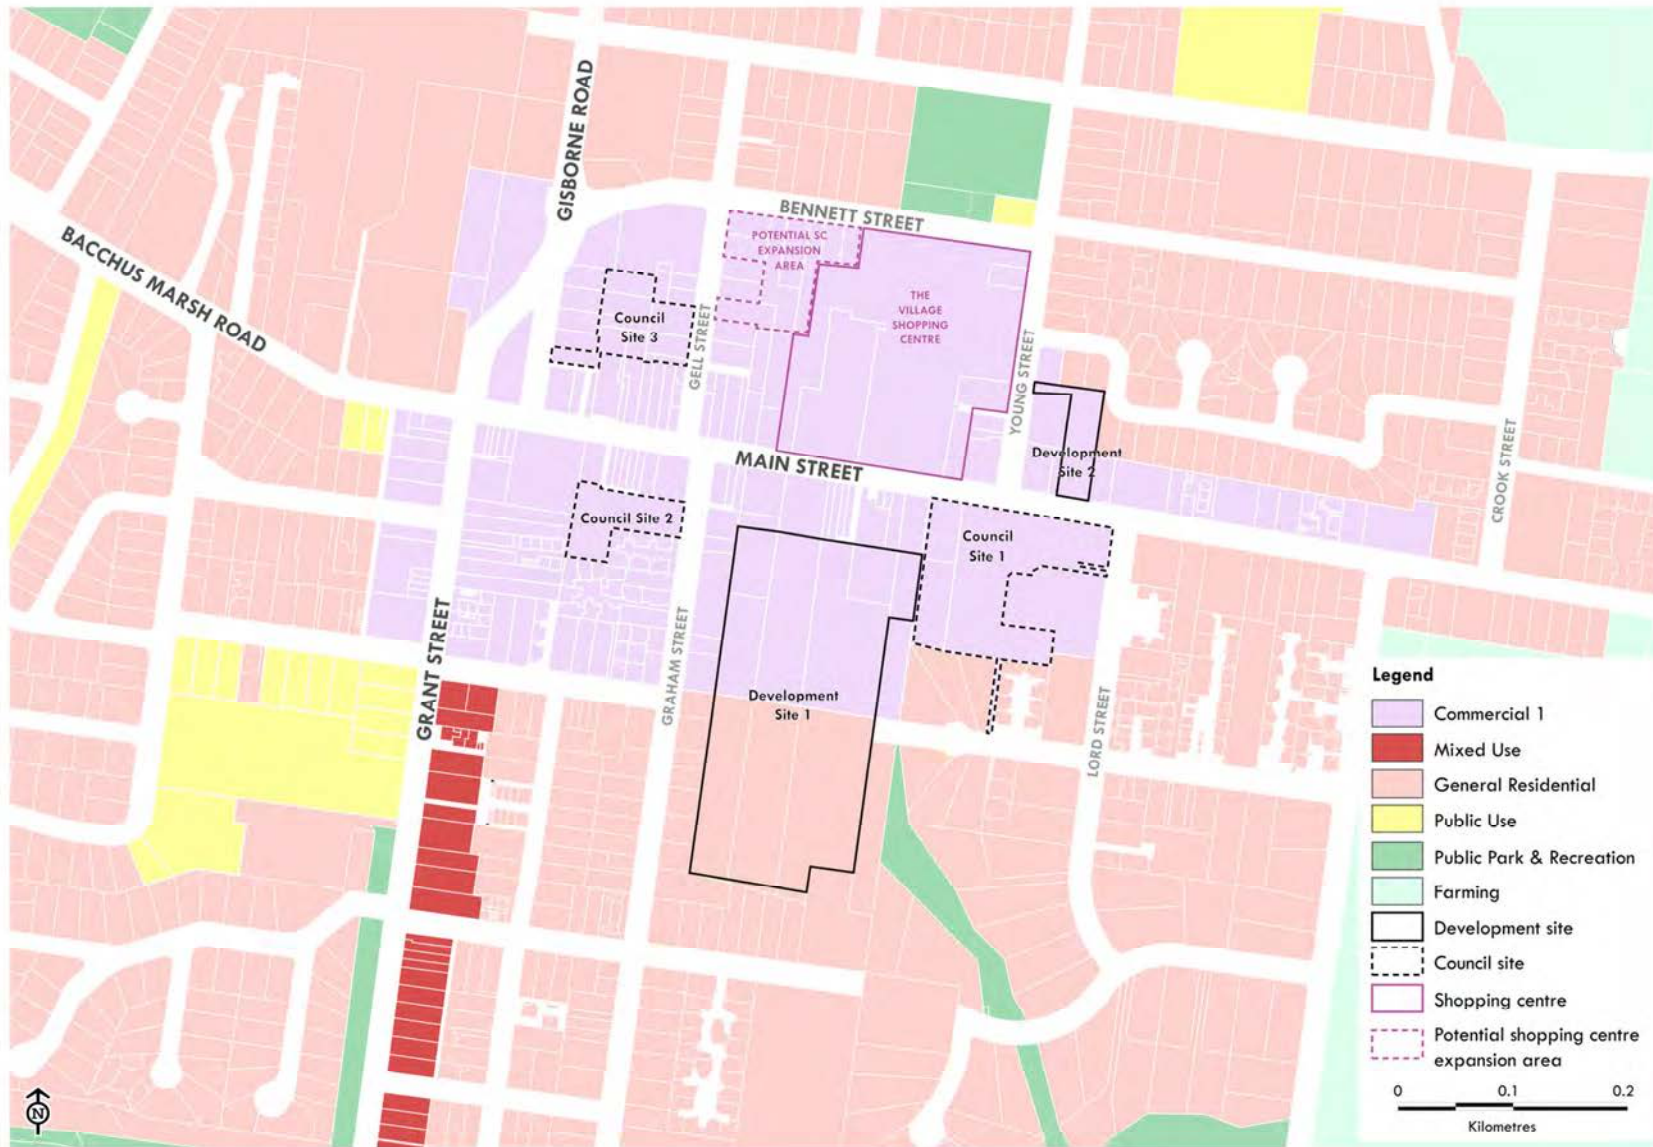 GISBORNE ROAD
BACCHUS MARSH ROAD
BENNETT STREET
POTENTIAL SC
EXPANSION
AREA
THE
VILLAGE
SHOPPING
CENTRE
Council
Site 3
GELL STREET
YOUNG STREET
MAIN STREET
Development
Site 2
CROOK STREET
Council Site 2
Council
Site 1
GRANT STREET
GRAHAM STREET
Development
Site 1
LORD STREET
Legend
Commercial 1
Mixed Use
General Residential
Public Use
Public Park & Recreation
Farming
Development site
Council site
Shopping centre
Potential shopping centre
expansion area
0 0.1 0.2
Kilometres
N